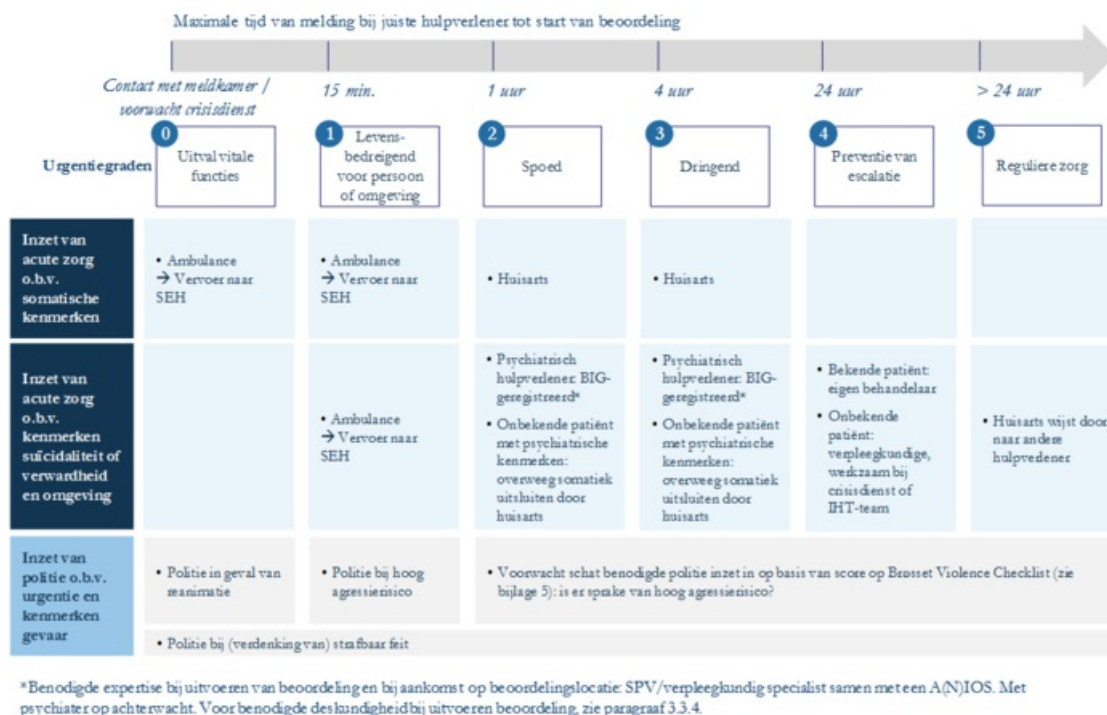 Maximale tijd van melding bij juiste hulpverlener tot start van beoordeling
Contact met meldkamer /
voorwacht crisisdienst
15 min.
1 uur
4 uur
24 uur
> 24 uur
Urgentiegraden
0
Uitval vitale
functies
1
Levens-
bedreigend
voor persoon
of omgeving
2
Spoed
3
Dringend
4
Preventie van
escalatie
5
Reguliere zorg
Inzet van
acute zorg
o.b.v.
somatische
kenmerken
• Ambulance
→ Vervoer naar
SEH
• Ambulance
→ Vervoer naar
SEH
• Huisarts
• Huisarts
Inzet van
acute zorg
o.b.v.
kenmerken
suïcidaliteit of
verwardheid
en omgeving
• Ambulance
→ Vervoer naar
SEH
• Psychiatrisch
hulpverlener: BIG-
geregistreerd*
• Onbekende patiënt
met psychiatrische
kenmerken:
overweeg somatiek
uitsluiten door
huisarts
• Psychiatrisch
hulpverlener: BIG-
geregistreerd*
• Onbekende patiënt
met psychiatrische
kenmerken:
overweeg somatiek
uitsluiten door
huisarts
• Bekende patiënt:
eigen behandelaar
• Onbekende
patiënt:
verpleegkundige,
werkzaam bij
crisisdienst of
IHT-team
• Huisarts wijst door
naar andere
hulpverlener
Inzet van
politie o.b.v.
urgentie en
kenmerken
gevaar
• Politie in geval van
reanimatie
• Politie bij hoog
agressierisico
• Voorwacht schat benodigde politie inzet in op basis van score op Brøsset Violence Checklist (zie
bijlage 5): is er sprake van hoog agressierisico?
• Politie bij (verdenking van) strafbaar feit
*Benodigde expertise bij uitvoeren van beoordeling en bij aankomst op beoordelingslocatie: SPV/verpleegkundig specialist samen met een A(N)IOS. Met
psychiater op achterwacht. Voor benodigde deskundigheid bij uitvoeren beoordeling, zie paragraaf 3.3.4.